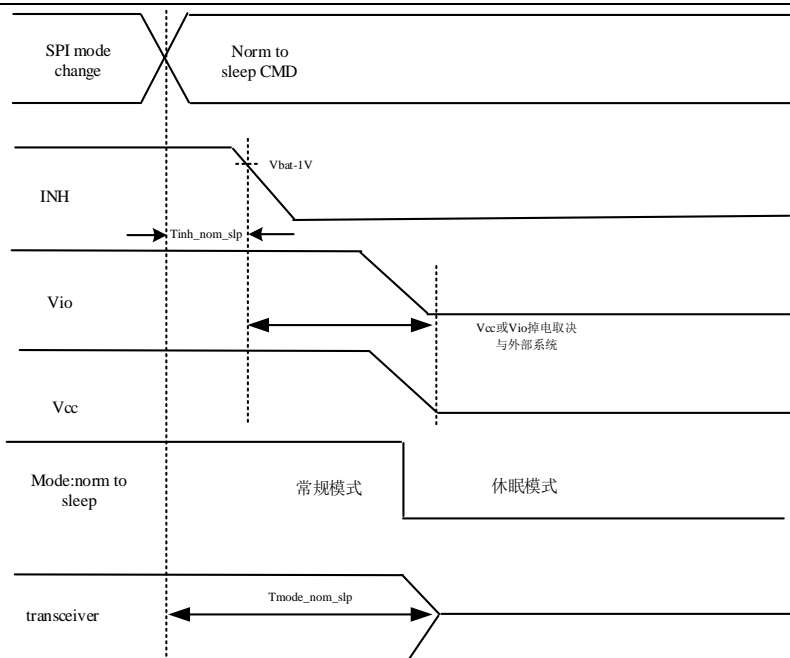 SPI mode
change
Norm to
sleep CMD
Vbat-1V
INH
Tinh_nom_slp
Vio
Vcc或Vio掉电取决
与外部系统
Vcc
Mode:norm to
sleep
常规模式
休眠模式
Tmode_nom_slp
transceiver